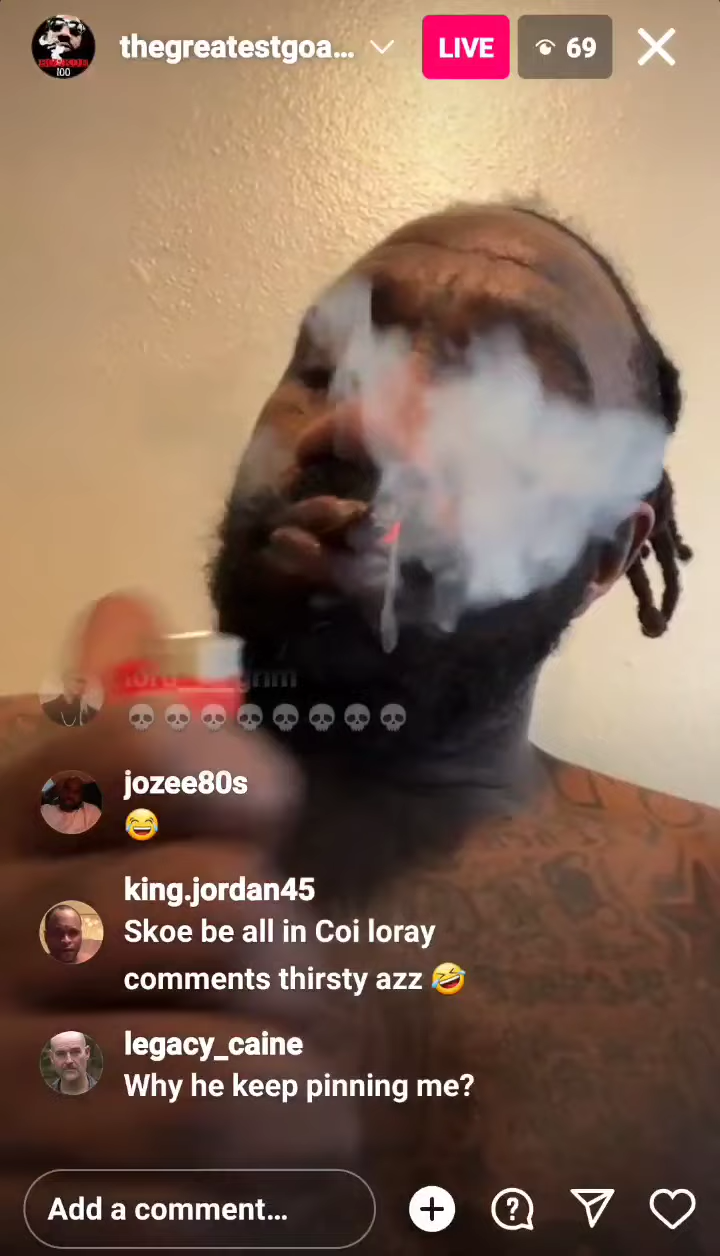 thegreatestgoa...
LIVE
69
100
💀💀💀💀💀💀💀💀
jozee80s
😂
king.jordan45
Skoe be all in Coi loray
comments thirsty azz 🤣
legacy_caine
Why he keep pinning me?
Add a comment...